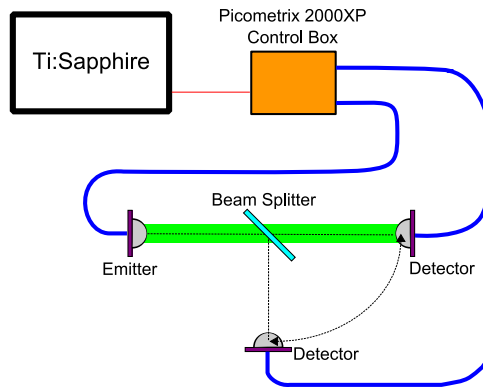 Picometrix 2000XP
Control Box
Ti:Sapphire
Beam Splitter
Emitter
Detector
Detector